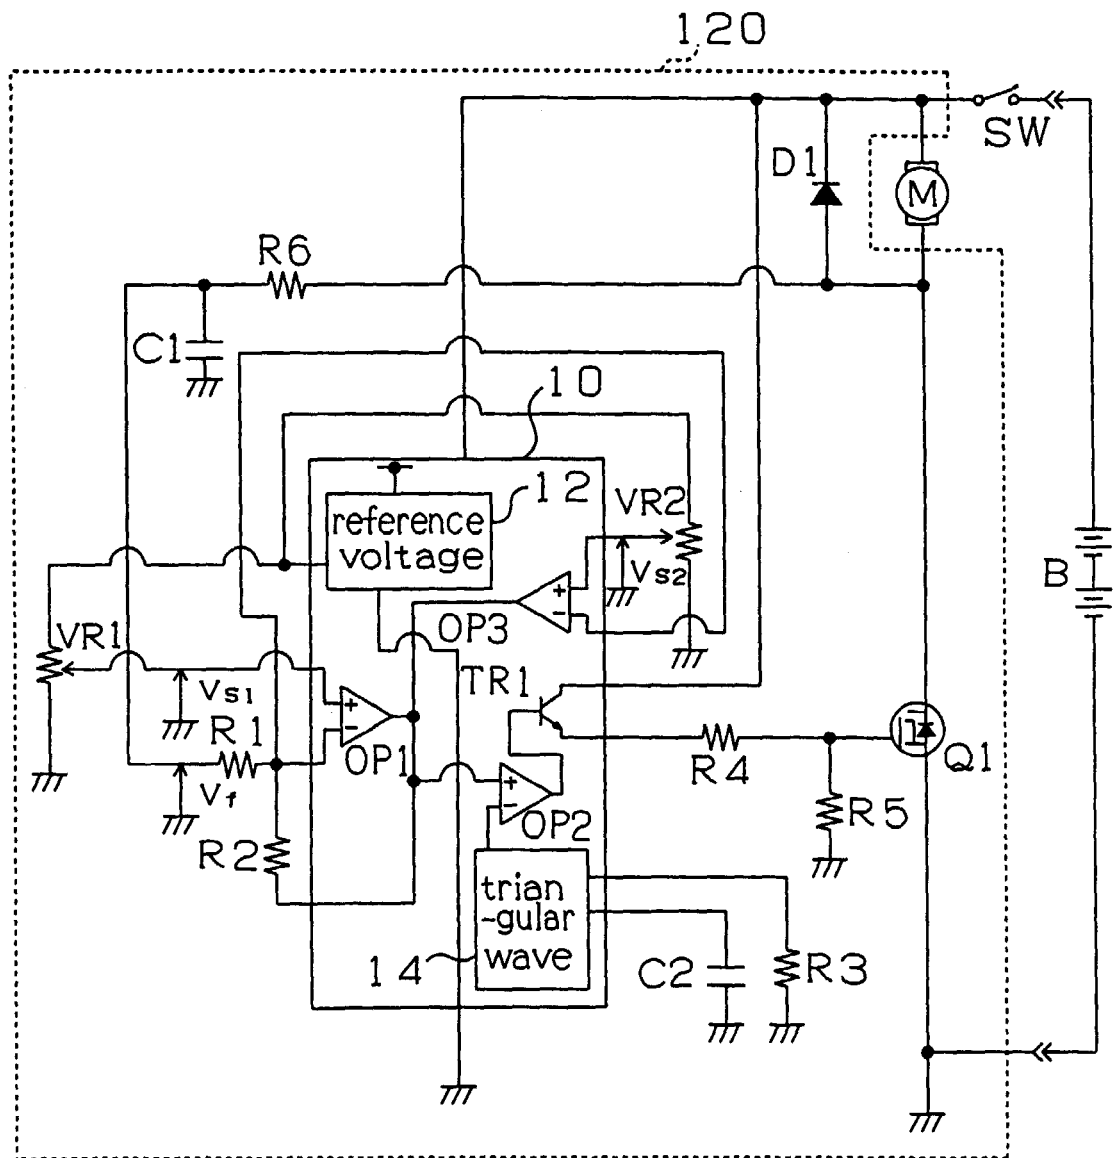 120
SW
D1
M
R6
C1
10
12
VR2
reference
voltage
Vs2
B
OP3
VR1
TR1
Vs1
R1
OP1
R4
Q1
Vf
OP2
R5
R2
trian
-gular
wave
14
C2
R3